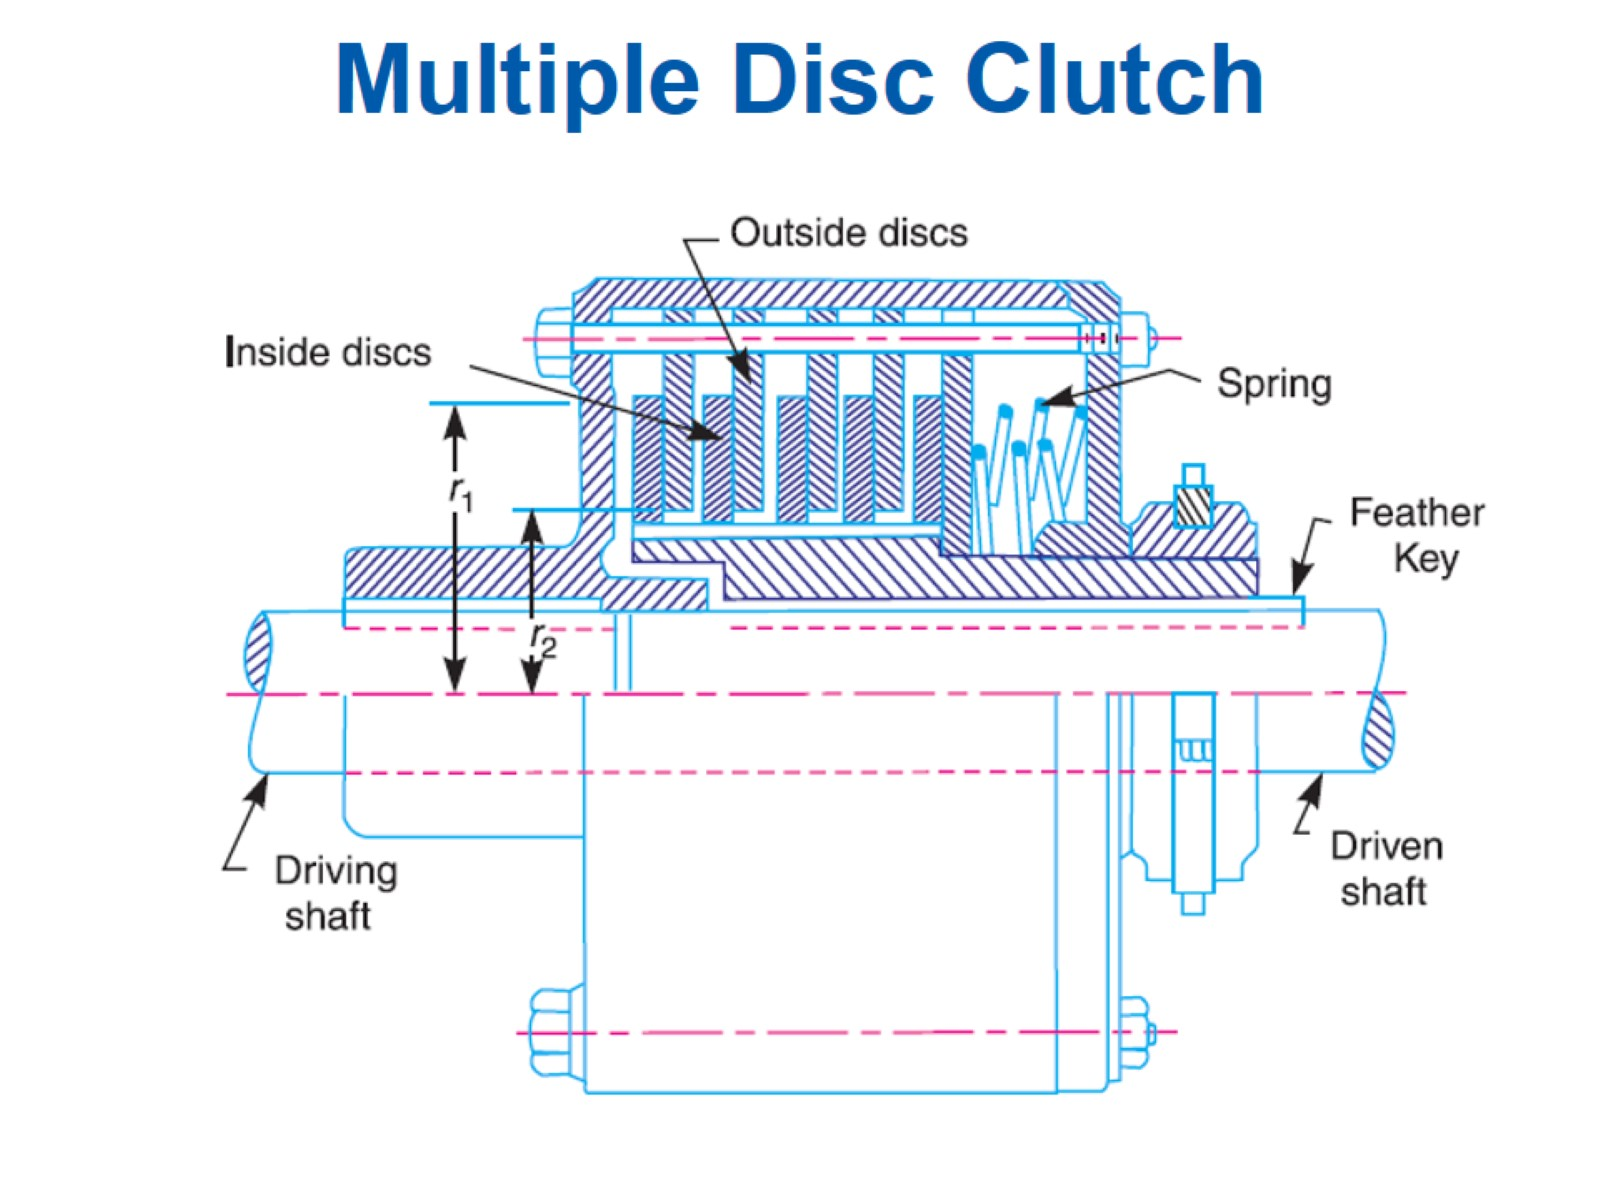 Multiple Disc Clutch
Outside discs
Inside discs
Spring
r1
Feather
Key
r2
Driving
shaft
Driven
shaft